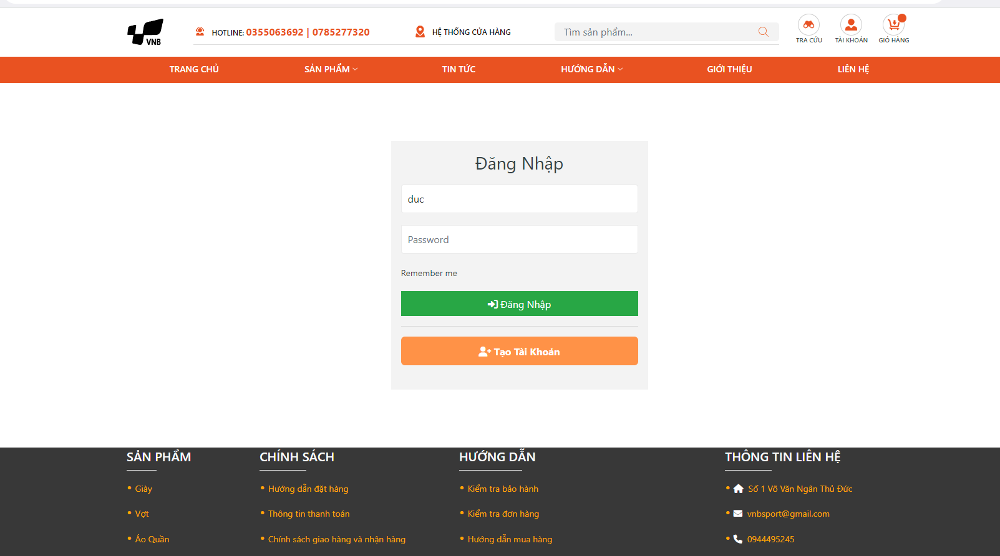 VNB
HOTLINE: 0355063692 | 0785277320
HỆ THỐNG CỬA HÀNG
Tìm sản phẩm...
TRA CỨU
TÀI KHOẢN
GIỎ HÀNG
TRANG CHỦ
SẢN PHẨM
TIN TỨC
HƯỚNG DẪN
GIỚI THIỆU
LIÊN HỆ
Đăng Nhập
duc
Password
Remember me
Đăng Nhập
Tạo Tài Khoản
SẢN PHẨM
• Giày
• Vợt
• Áo Quần
CHÍNH SÁCH
• Hướng dẫn đặt hàng
• Thông tin thanh toán
• Chính sách giao hàng và nhận hàng
HƯỚNG DẪN
• Kiểm tra bảo hành
• Kiểm tra đơn hàng
• Hướng dẫn mua hàng
THÔNG TIN LIÊN HỆ
• Số 1 Võ Văn Ngân Thủ Đức
• vnbsport@gmail.com
• 0944495245